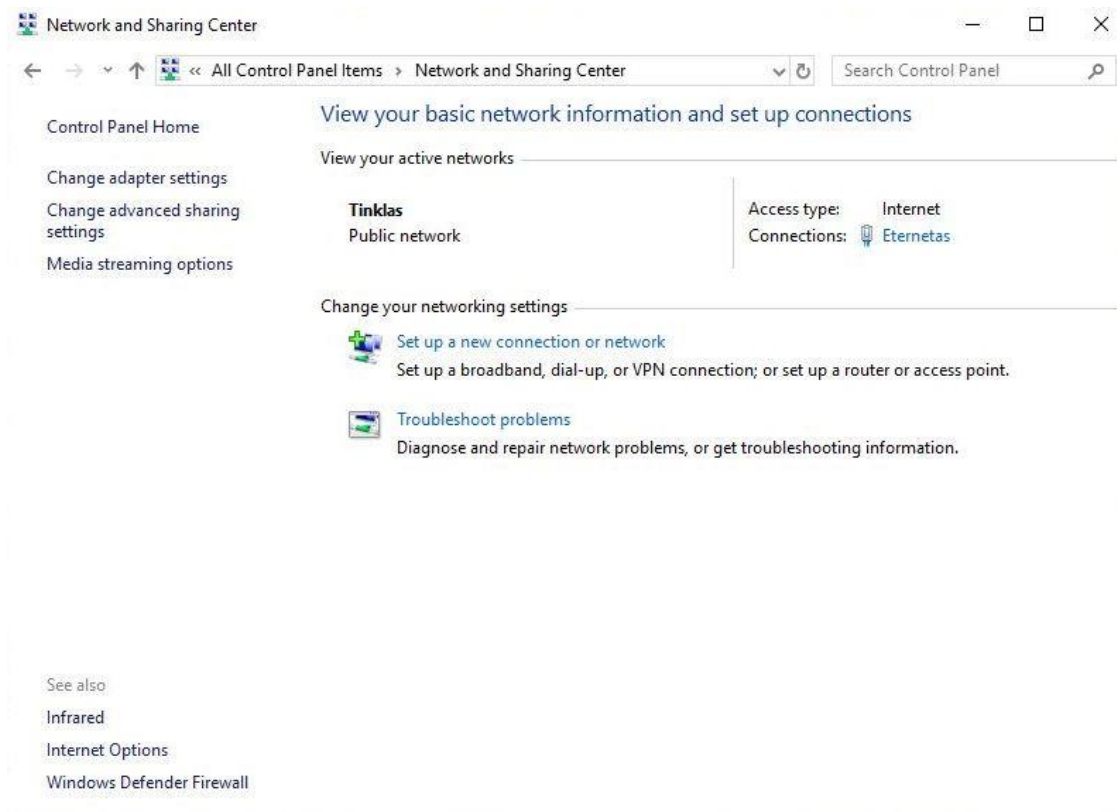 Network and Sharing Center
« All Control Panel Items › Network and Sharing Center
Search Control Panel
Control Panel Home
Change adapter settings
Change advanced sharing
settings
Media streaming options
View your basic network information and set up connections
View your active networks
Tinklas
Public network
Access type: Internet
Connections: Eternetas
Change your networking settings
Set up a new connection or network
Set up a broadband, dial-up, or VPN connection; or set up a router or access point.
Troubleshoot problems
Diagnose and repair network problems, or get troubleshooting information.
See also
Infrared
Internet Options
Windows Defender Firewall